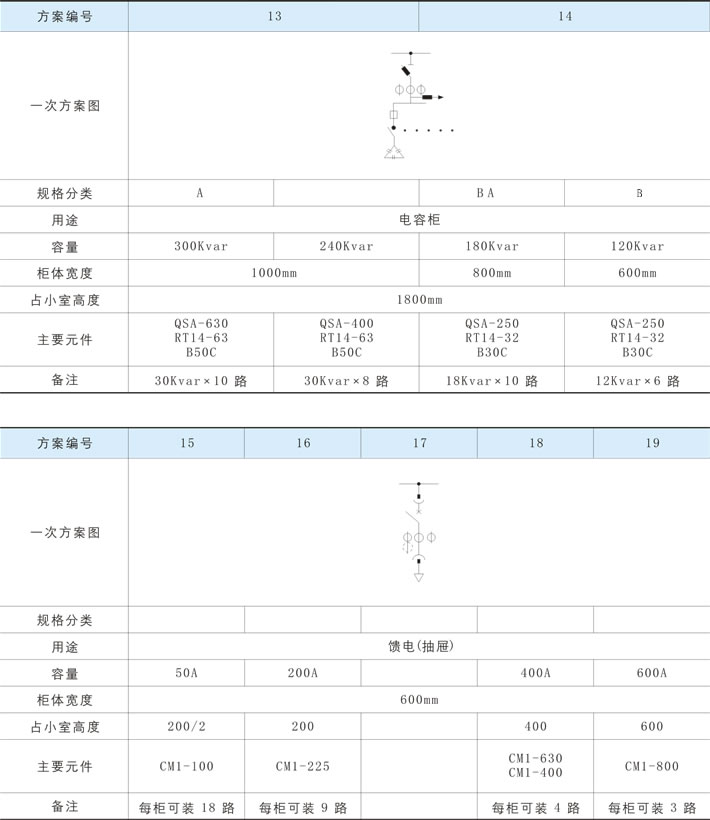 方案编号 13 14
一次方案图
规格分类 A BA B
用途 电容柜
容量 300Kvar 240Kvar 180Kvar 120Kvar
柜体宽度 1000mm 800mm 600mm
占小室高度 1800mm
主要元件 QSA-630 QSA-400 QSA-250 QSA-250
RT14-63 RT14-63 RT14-32 RT14-32
B50C B50C B30C B30C
备注 30Kvar×10 路 30Kvar×8 路 18Kvar×10 路 12Kvar×6 路
方案编号 15 16 17 18 19
一次方案图
规格分类
用途 馈电(抽屉)
容量 50A 200A 400A 600A
柜体宽度 600mm
占小室高度 200/2 200 400 600
主要元件 CM1-100 CM1-225 CM1-630 CM1-800
CM1-400
备注 每柜可装 18 路 每柜可装 9 路 每柜可装 4 路 每柜可装 3 路